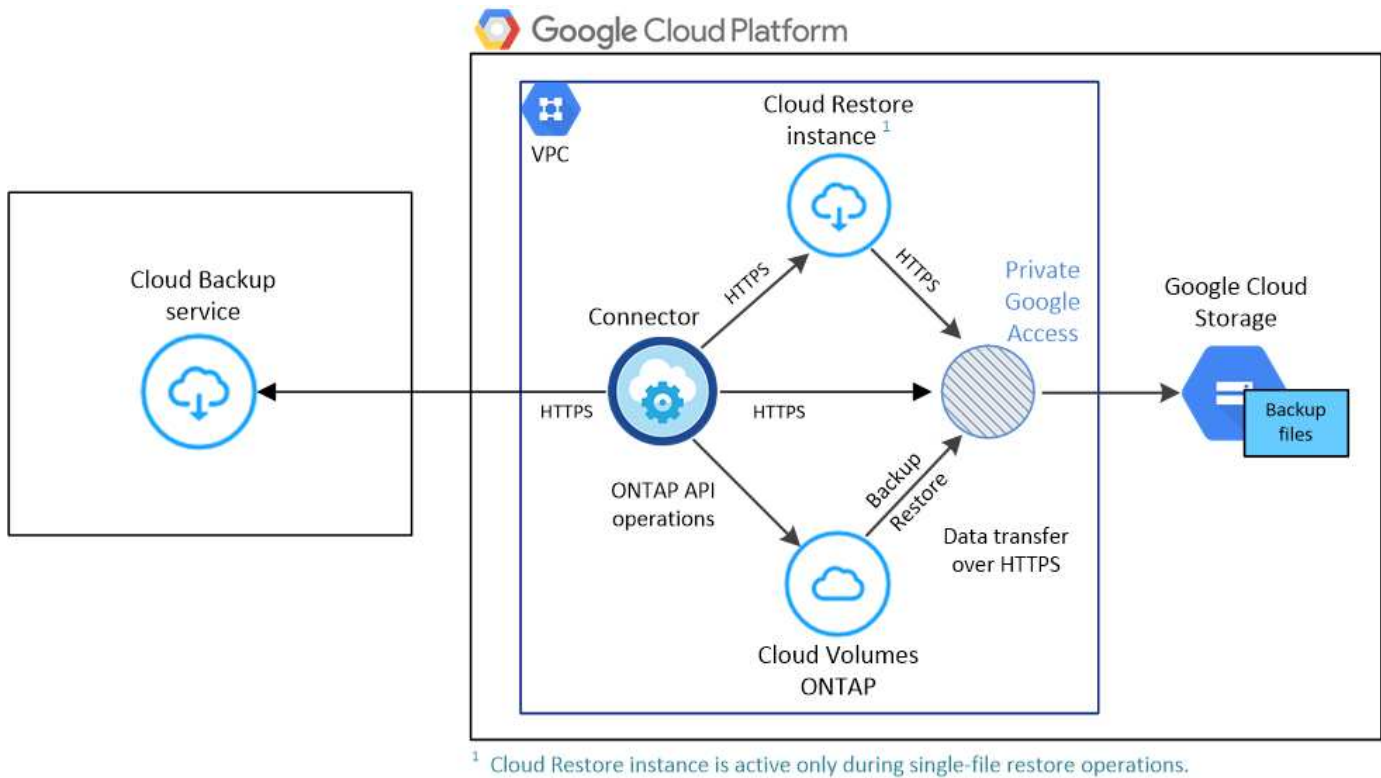 Google Cloud Platform
Cloud Restore
instance 1
VPC
Cloud Backup
service
HTTPS
HTTPS
Private
Google
Access
Google Cloud
Storage
Connector
HTTPS
HTTPS
Backup
files
ONTAP API
operations
Backup
Restore
Data transfer
over HTTPS
Cloud Volumes
ONTAP
1 Cloud Restore instance is active only during single-file restore operations.